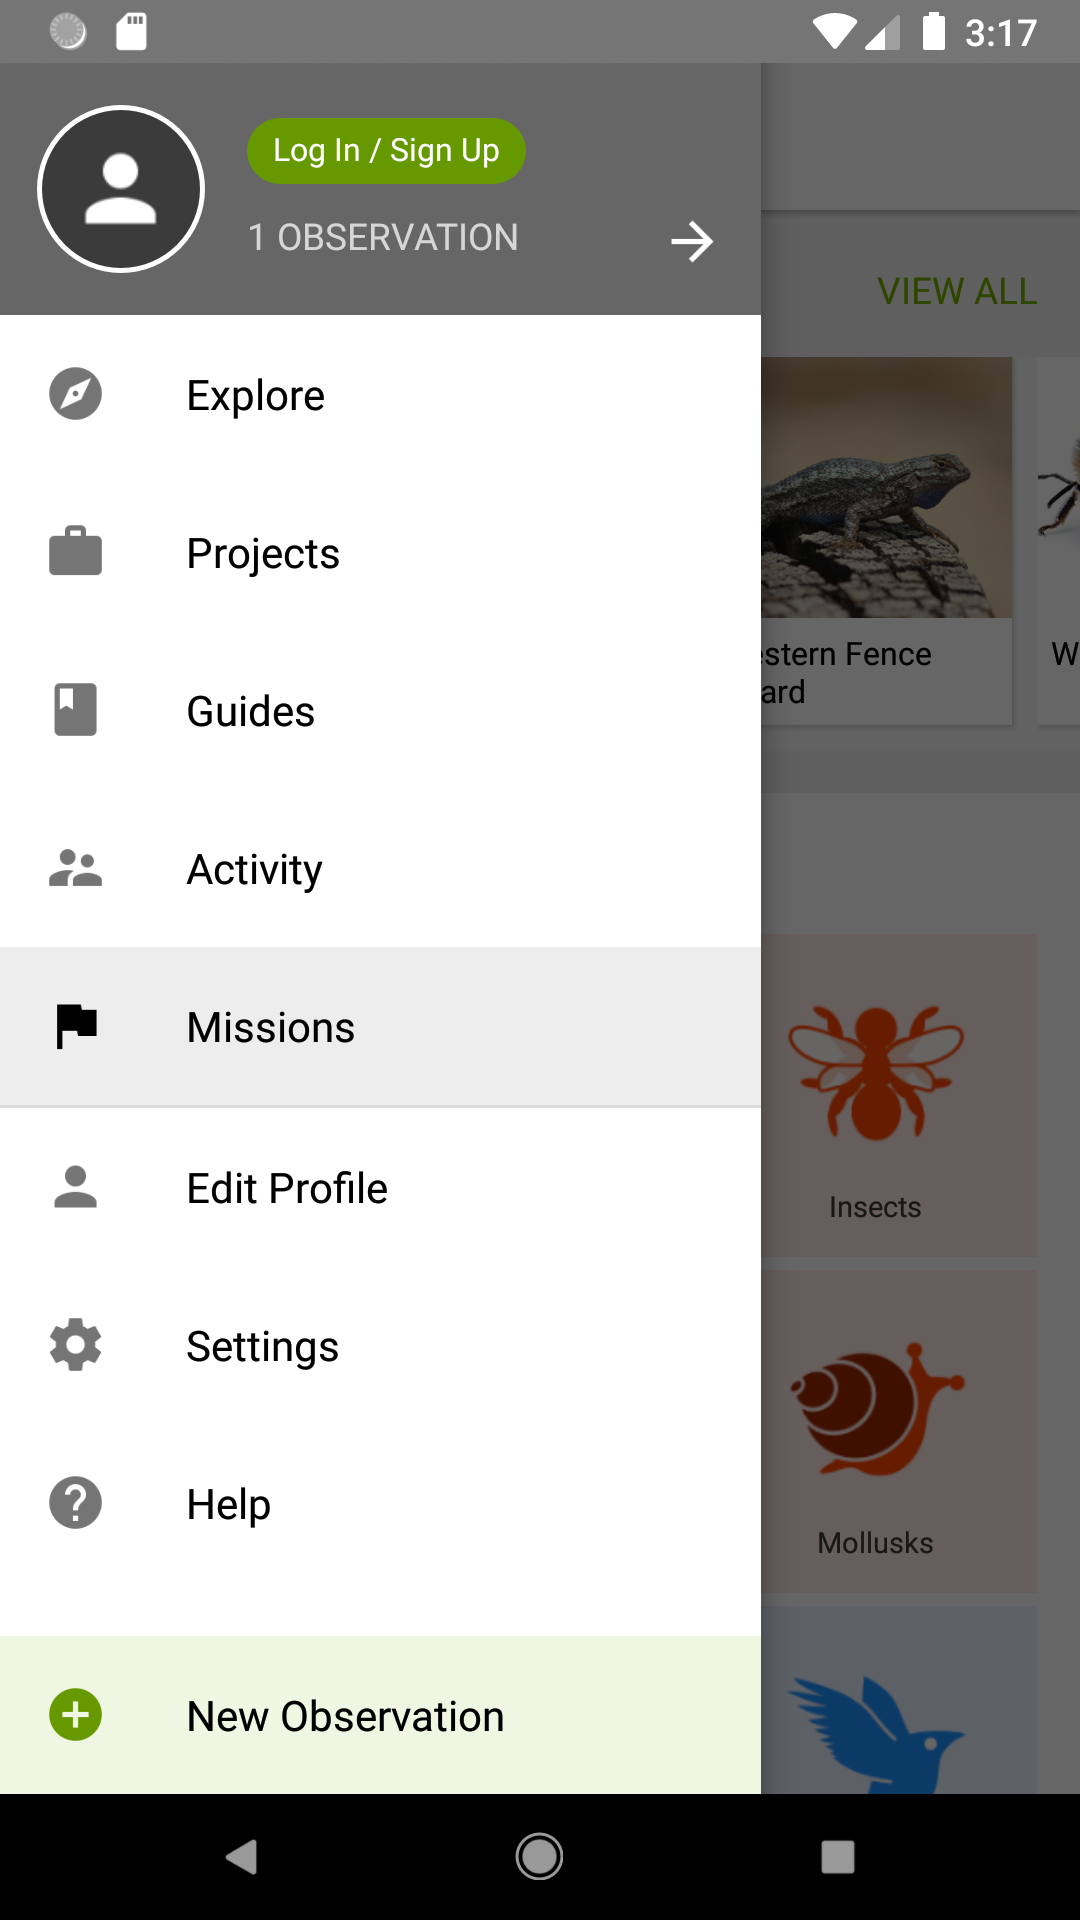 3:17
Log In / Sign Up
1 OBSERVATION
VIEW ALL
Explore
Projects
stern Fence
ard
W
Guides
Activity
Missions
Edit Profile
Insects
Settings
Help
Mollusks
New Observation